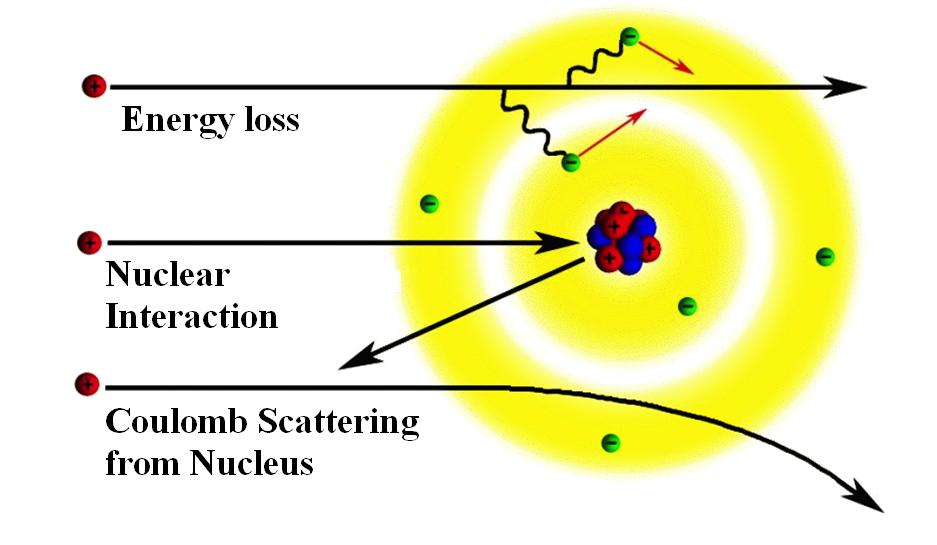 Energy loss
Nuclear
Interaction
Coulomb Scattering
from Nucleus